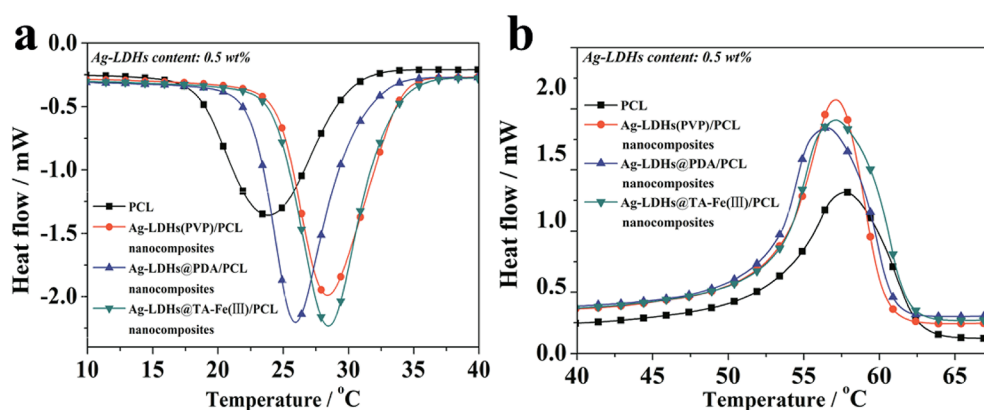 a
Ag-LDHs content: 0.5 wt%
0.0
-0.5
-1.0
-1.5
-2.0
Heat flow / mW
PCL
Ag-LDHs(PVP)/PCL
nanocomposites
Ag-LDHs@PDA/PCL
nanocomposites
Ag-LDHs@TA-Fe(III)/PCL
nanocomposites
10 15 20 25 30 35 40
Temperature / °C
b
Ag-LDHs content: 0.5 wt%
2.0
1.5
1.0
0.5
0.0
Heat flow / mW
PCL
Ag-LDHs(PVP)/PCL
nanocomposites
Ag-LDHs@PDA/PCL
nanocomposites
Ag-LDHs@TA-Fe(III)/PCL
nanocomposites
40 45 50 55 60 65
Temperature / °C